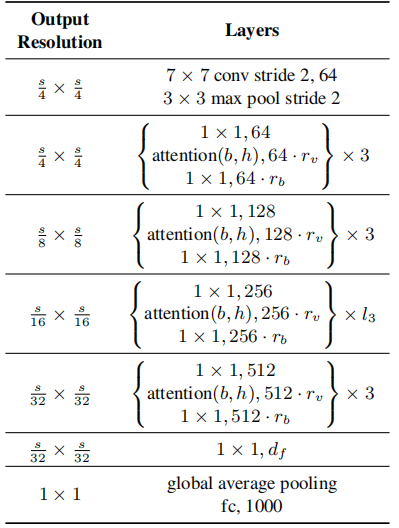 Output Resolution
Layers
s/4 × s/4
7 × 7 conv stride 2, 64
3 × 3 max pool stride 2
s/4 × s/4
{ 1 × 1, 64
attention(b, h), 64 · r_v } × 3
1 × 1, 64 · r_b
s/8 × s/8
{ 1 × 1, 128
attention(b, h), 128 · r_v } × 3
1 × 1, 128 · r_b
s/16 × s/16
{ 1 × 1, 256
attention(b, h), 256 · r_v } × l_3
1 × 1, 256 · r_b
s/32 × s/32
{ 1 × 1, 512
attention(b, h), 512 · r_v } × 3
1 × 1, 512 · r_b
s/32 × s/32
1 × 1, d_f
1 × 1
global average pooling
fc, 1000